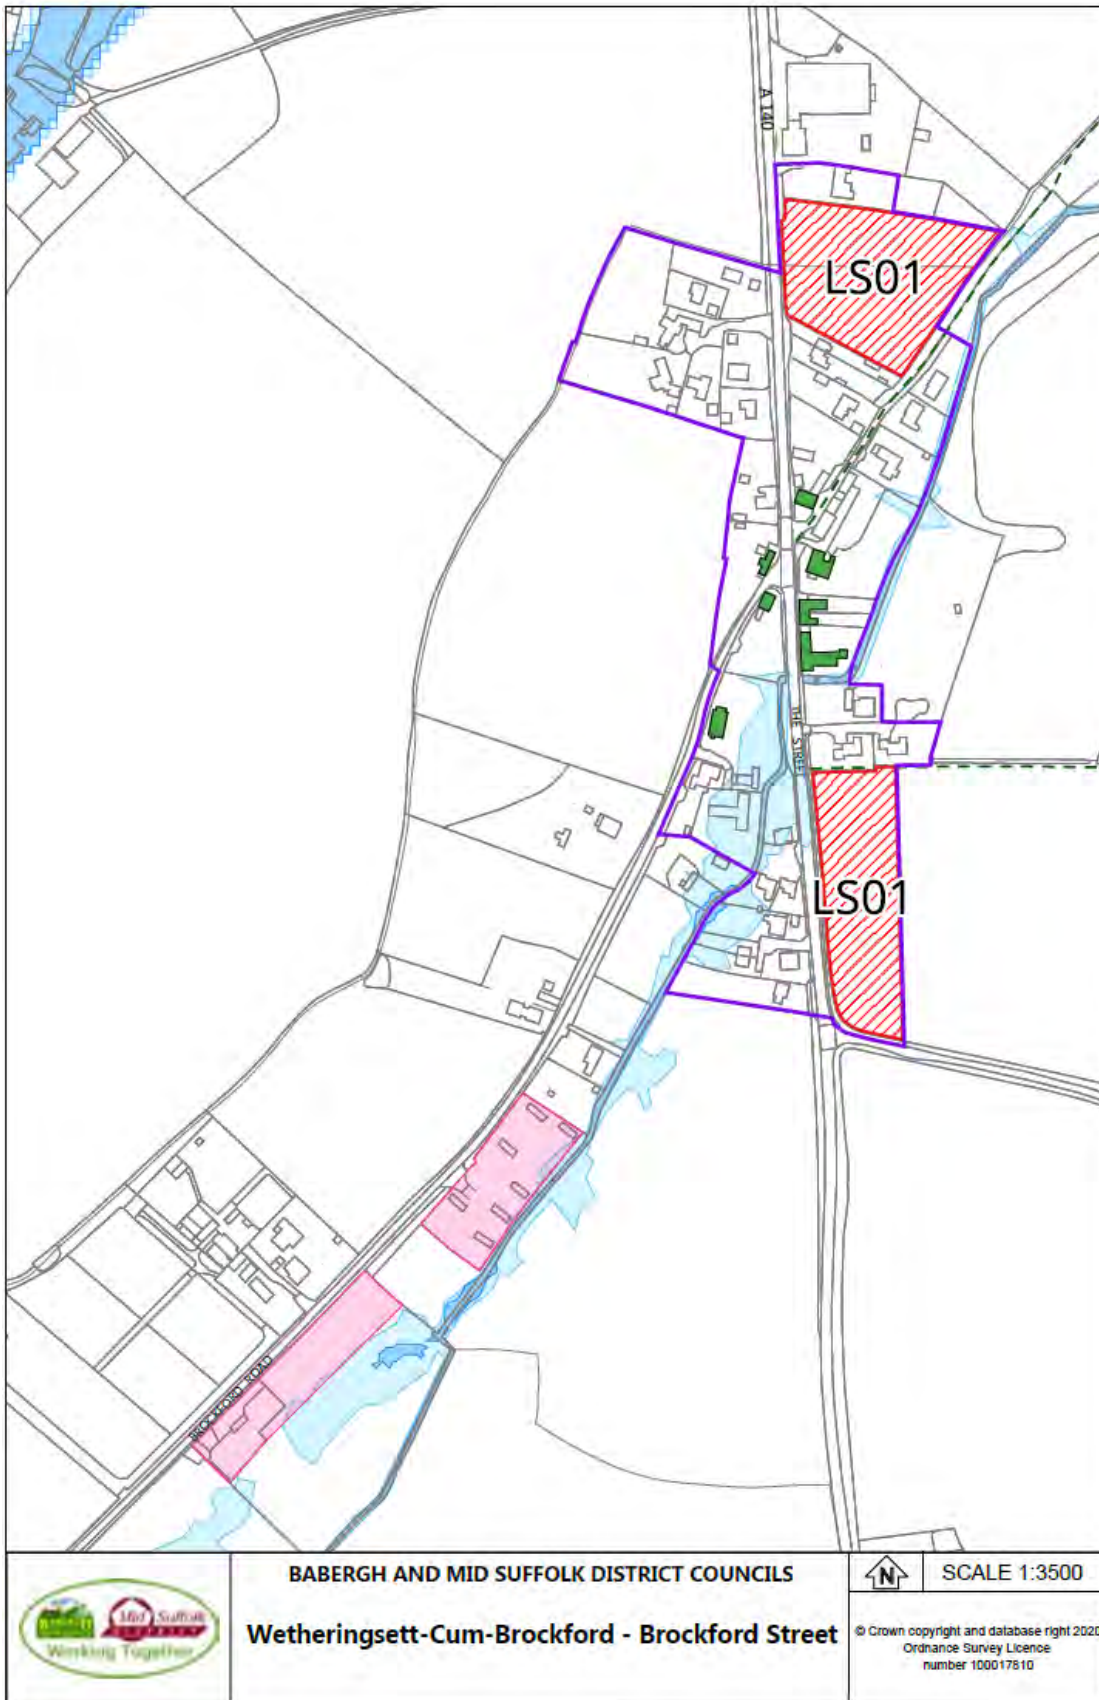 A 140
LS01
THE STREET
LS01
BROCKFORD ROAD
Mid Suffolk
Working Together
BABERGH AND MID SUFFOLK DISTRICT COUNCILS
Wetheringsett-Cum-Brockford - Brockford Street
N
SCALE 1:3500
© Crown copyright and database right 2020
Ordnance Survey Licence
number 100017810